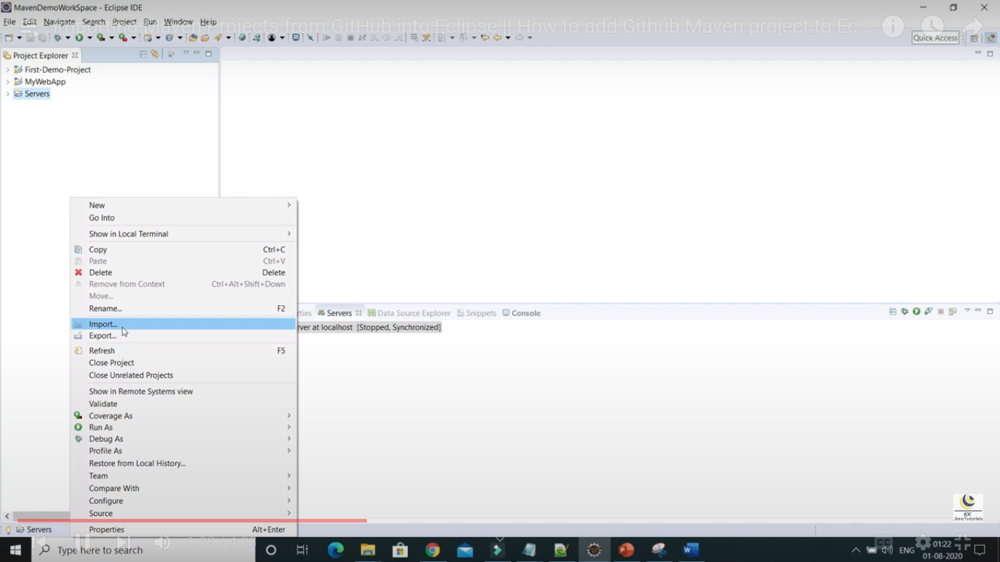 MavenDemoWorkSpace - Eclipse IDE
File Edit Navigate Search Project Run Window Help
Importing Maven Projects from GitHub into Eclipse || How to add Github Maven project to Ec...
Quick Access
Project Explorer
First-Demo-Project
MyWebApp
Servers
New
Go Into
Show in Local Terminal
Copy Ctrl+C
Paste Ctrl+V
Delete Delete
Remove from Context Ctrl+Alt+Shift+Down
Move...
Rename... F2
Import...
Export...
Refresh F5
Close Project
Close Unrelated Projects
Show in Remote Systems view
Validate
Coverage As
Run As
Debug As
Profile As
Restore from Local History...
Team
Compare With
Configure
Source
Properties Alt+Enter
rties Servers Data Source Explorer Snippets Console
rver at localhost [Stopped, Synchronized]
KK
JavaTutorials
Servers
1:28 / 4:03
Type here to search
CC
ENG
01:22
01-08-2020